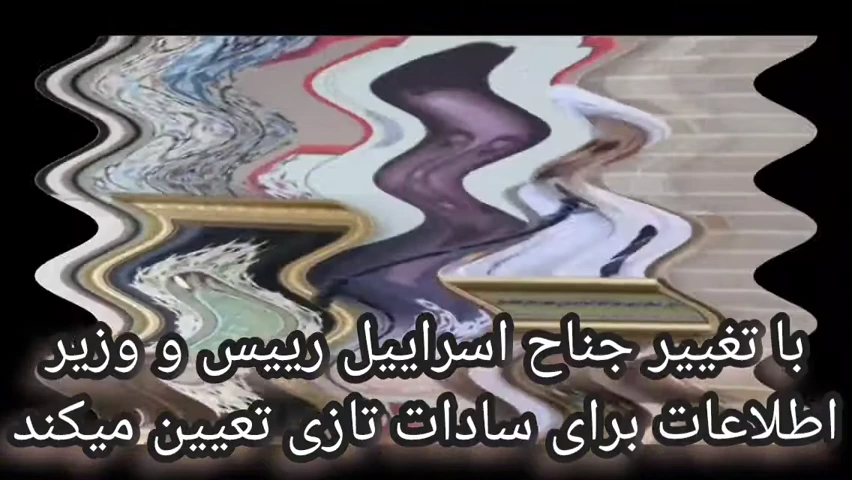 با تغییر جناح اسراییل رییس و وزیر
اطلاعات برای سادات تازی تعیین میکند